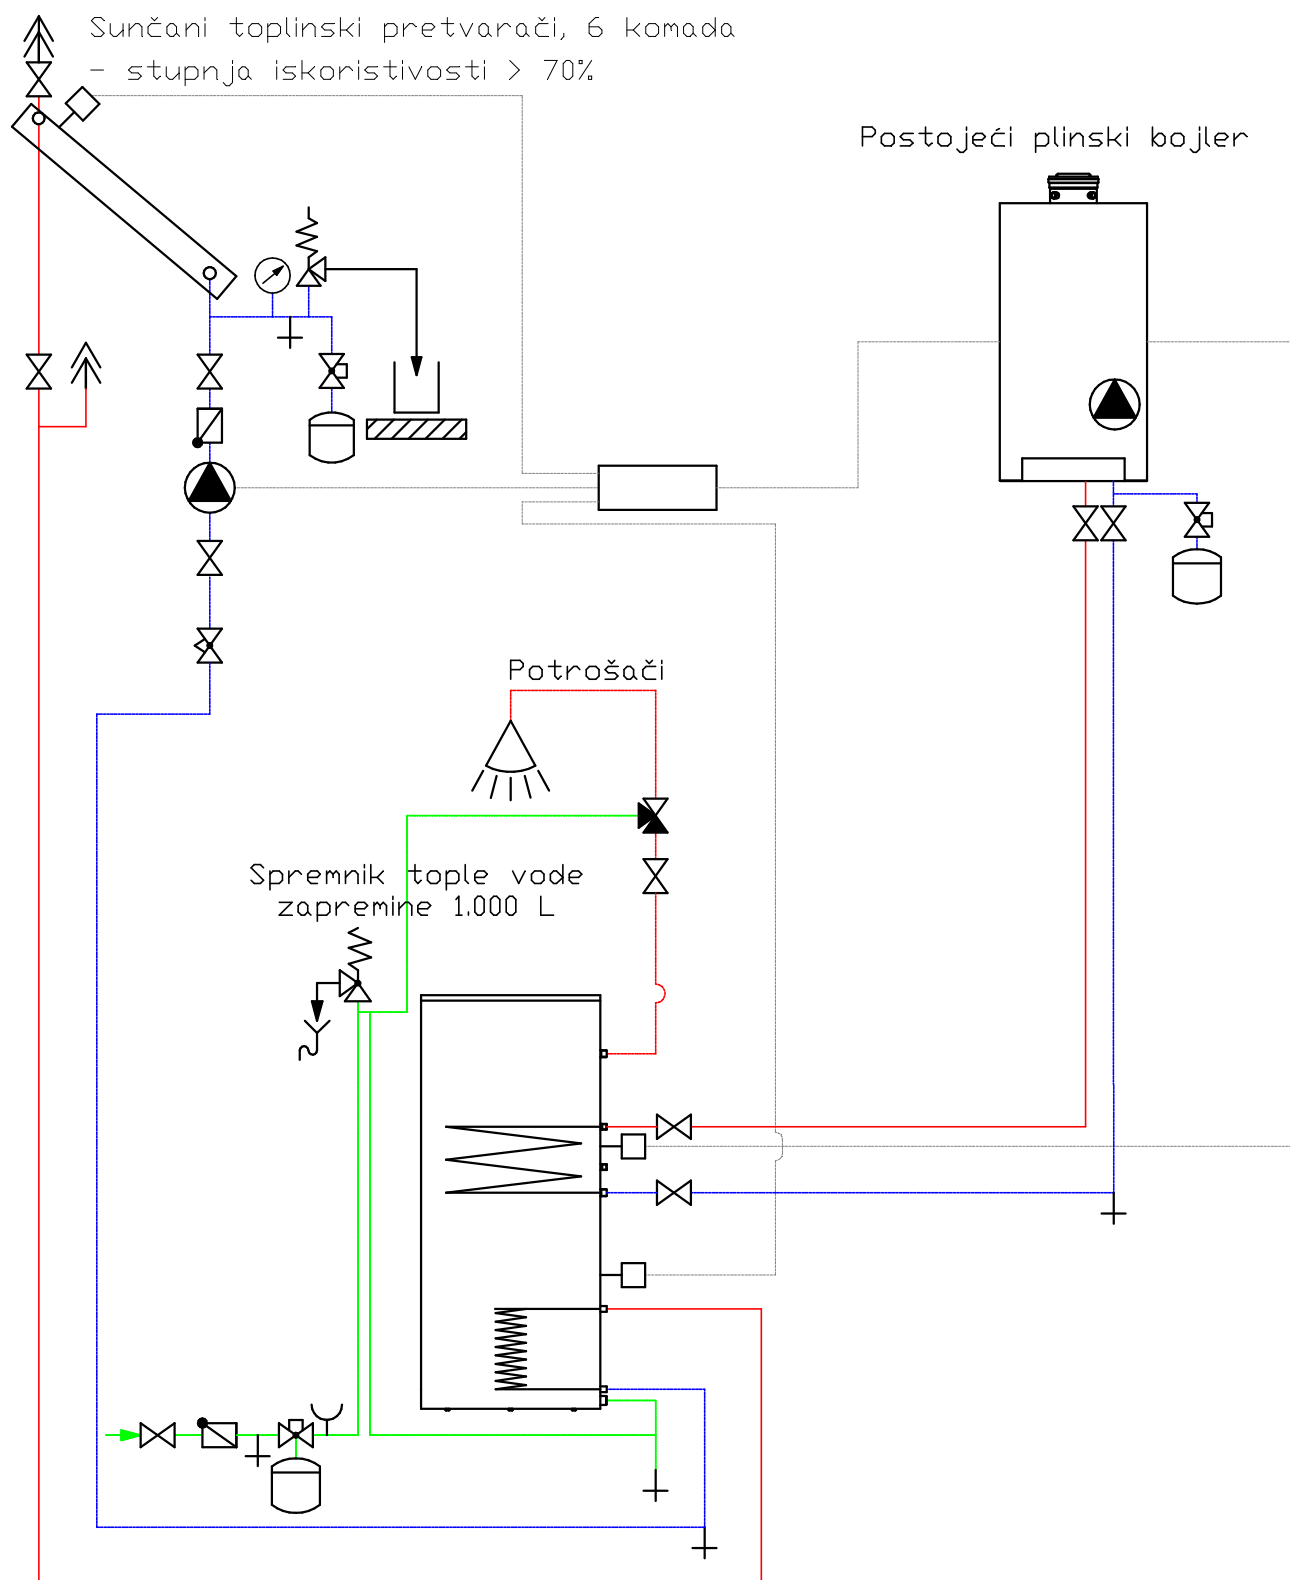 Sunčani toplinski pretvarači, 6 komada
- stupnja iskoristivosti > 70%
Postojeći plinski bojler
Potrošači
Spremnik tople vode
zapremine 1.000 L